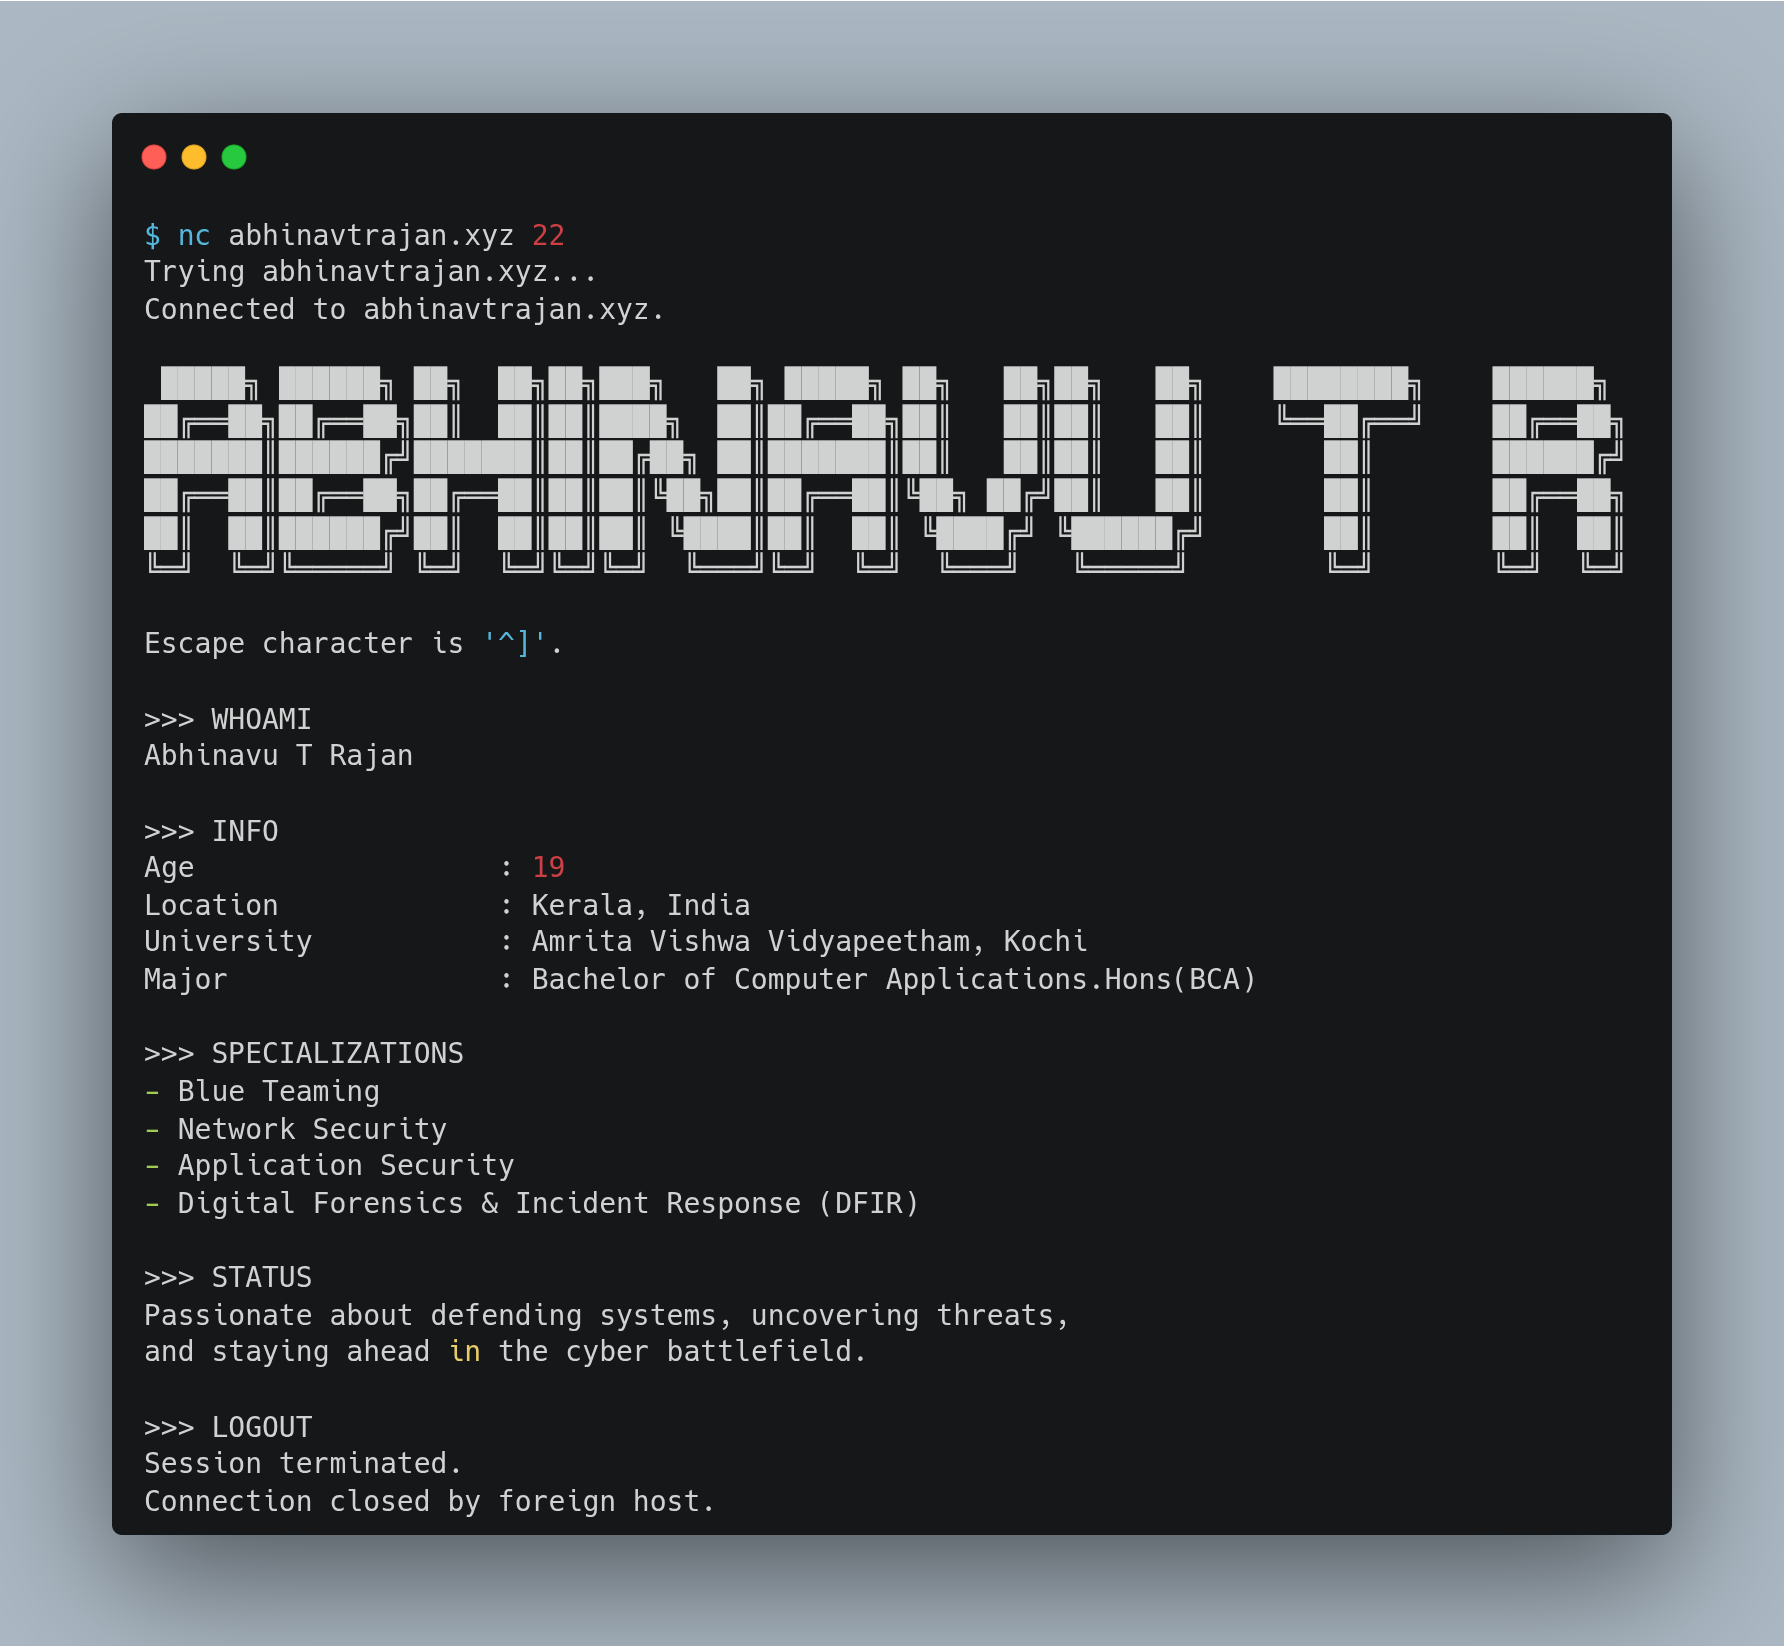 $ nc abhinavtrajan.xyz 22
Trying abhinavtrajan.xyz...
Connected to abhinavtrajan.xyz.
ABHINAVU T R
Escape character is '^]'.
>>> WHOAMI
Abhinavu T Rajan
>>> INFO
Age : 19
Location : Kerala, India
University : Amrita Vishwa Vidyapeetham, Kochi
Major : Bachelor of Computer Applications.Hons(BCA)
>>> SPECIALIZATIONS
- Blue Teaming
- Network Security
- Application Security
- Digital Forensics & Incident Response (DFIR)
>>> STATUS
Passionate about defending systems, uncovering threats,
and staying ahead in the cyber battlefield.
>>> LOGOUT
Session terminated.
Connection closed by foreign host.